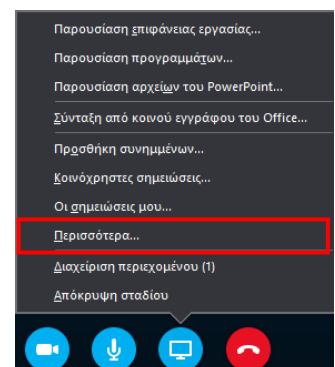 Παρουσίαση επιφάνειας εργασίας...
Παρουσίαση προγραμμάτων...
Παρουσίαση αρχείων του PowerPoint...
Σύνταξη από κοινού εγγράφου του Office...
Προσθήκη συνημμένων...
Κοινόχρηστες σημειώσεις...
Οι σημειώσεις μου...
Περισσότερα...
Διαχείριση περιεχομένου (1)
Απόκρυψη σταδίου